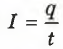 I = q/t